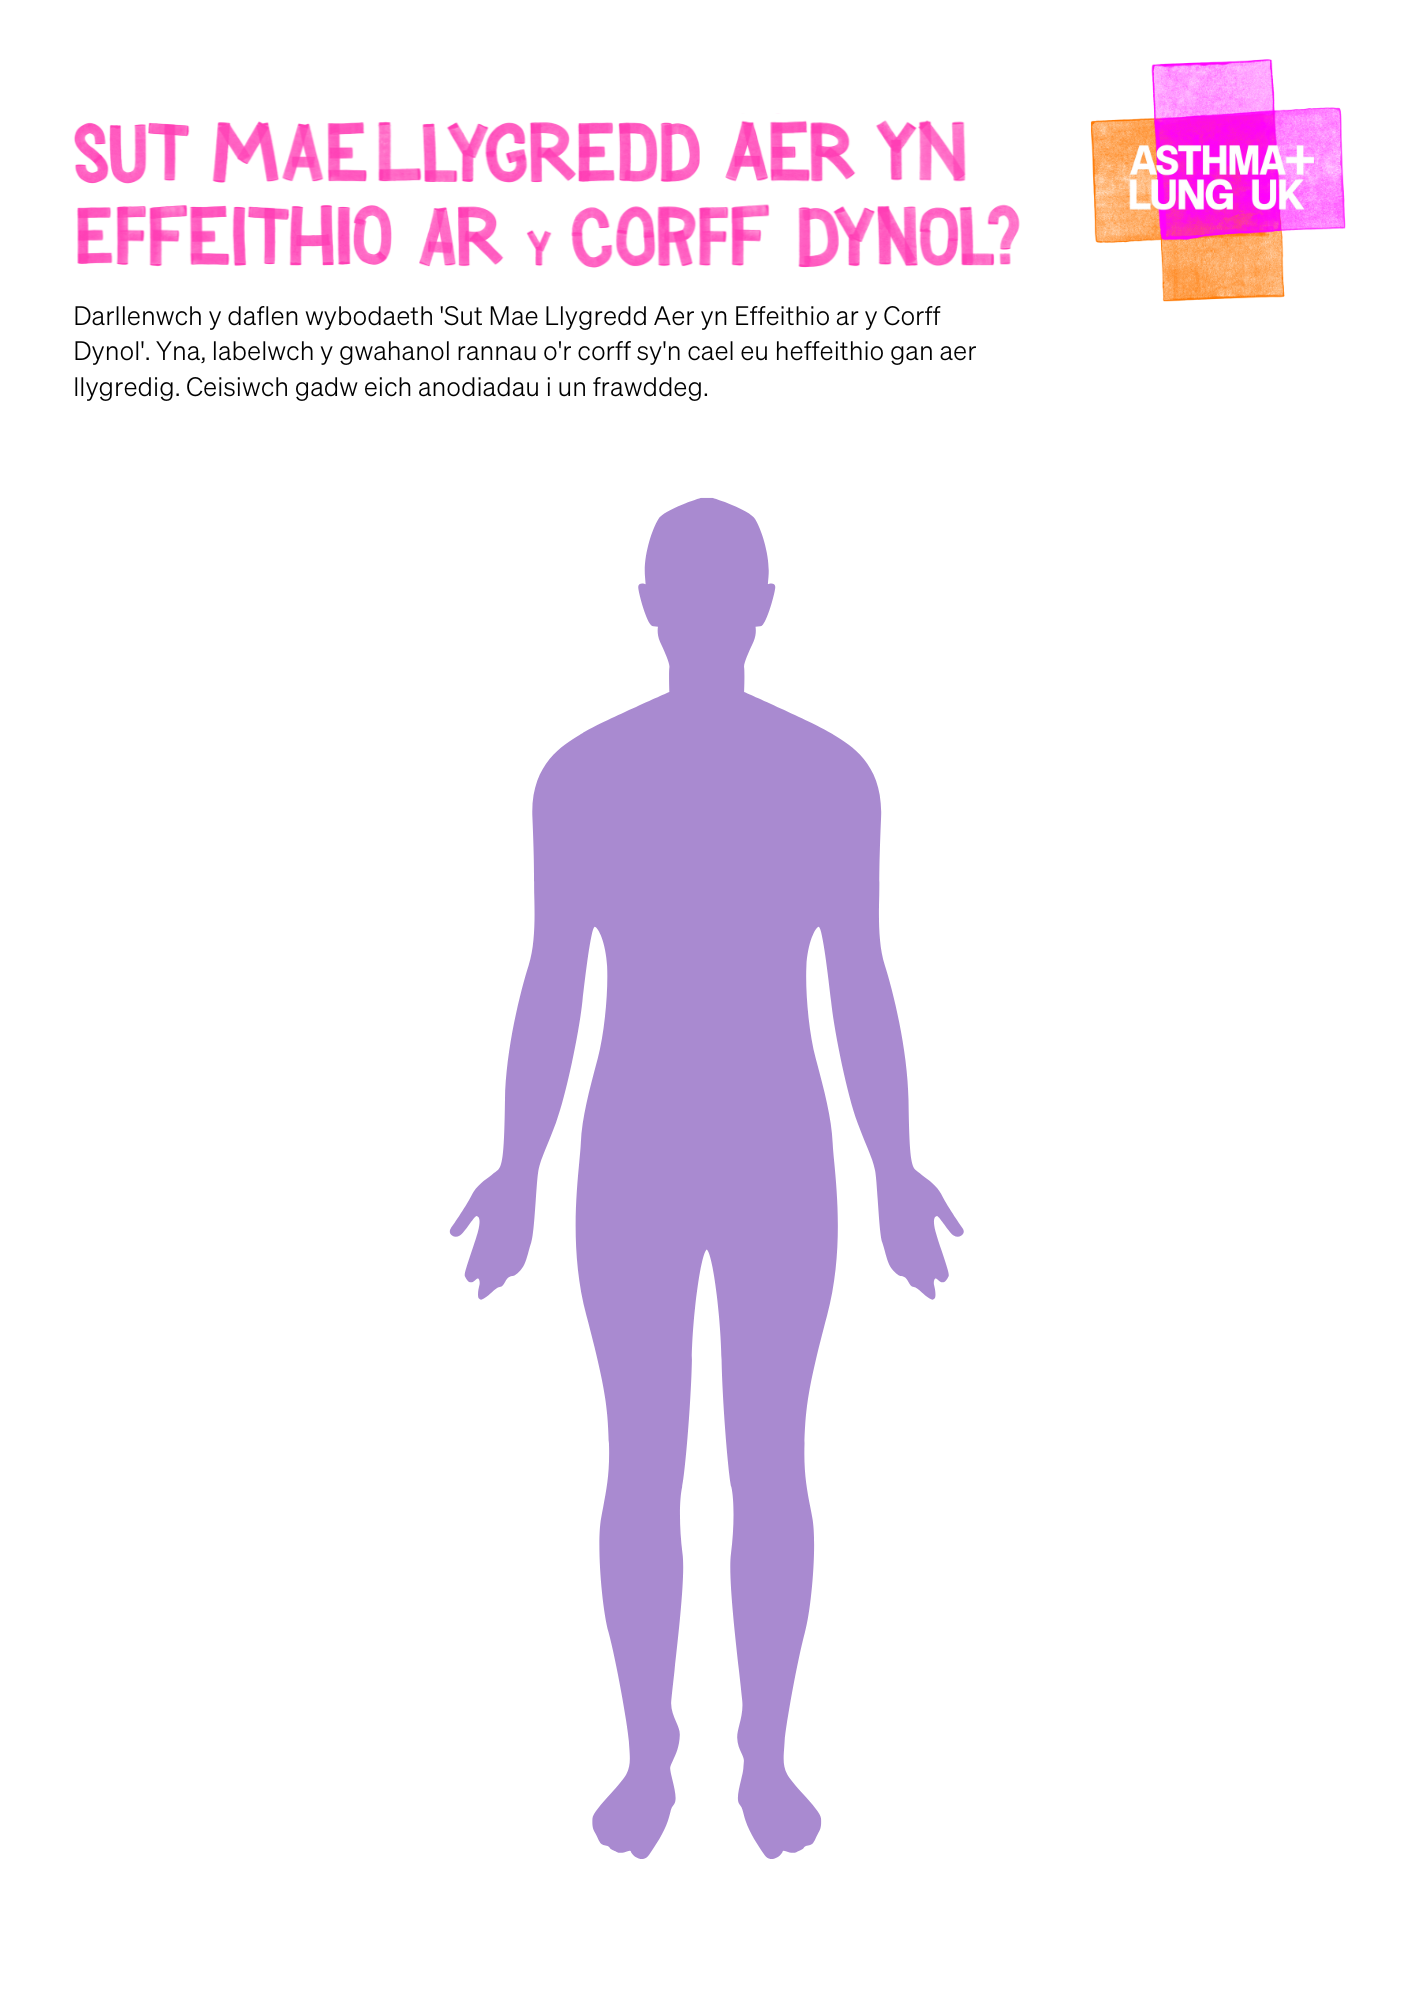 SUT MAE LLYGREDD AER YN
EFFEITHIO AR Y CORFF DYNOL?
ASTHMA+
LUNG UK
Darllenwch y daflen wybodaeth 'Sut Mae Llygredd Aer yn Effeithio ar y Corff
Dynol'. Yna, labelwch y gwahanol rannau o'r corff sy'n cael eu heffeithio gan aer
llygredig. Ceisiwch gadw eich anodiadau i un frawddeg.